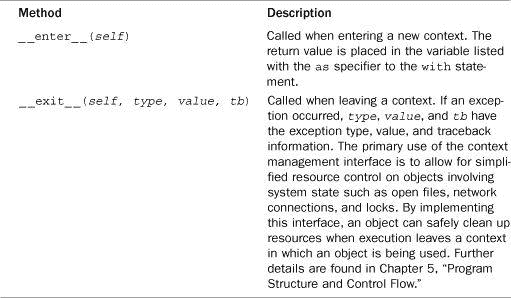 Method Description
__enter__(self) Called when entering a new context. The
return value is placed in the variable listed
with the as specifier to the with state-
ment.
__exit__(self, type, value, tb) Called when leaving a context. If an excep-
tion occurred, type, value, and tb have
the exception type, value, and traceback
information. The primary use of the context
management interface is to allow for simpli-
fied resource control on objects involving
system state such as open files, network
connections, and locks. By implementing
this interface, an object can safely clean up
resources when execution leaves a context
in which an object is being used. Further
details are found in Chapter 5, “Program
Structure and Control Flow.”